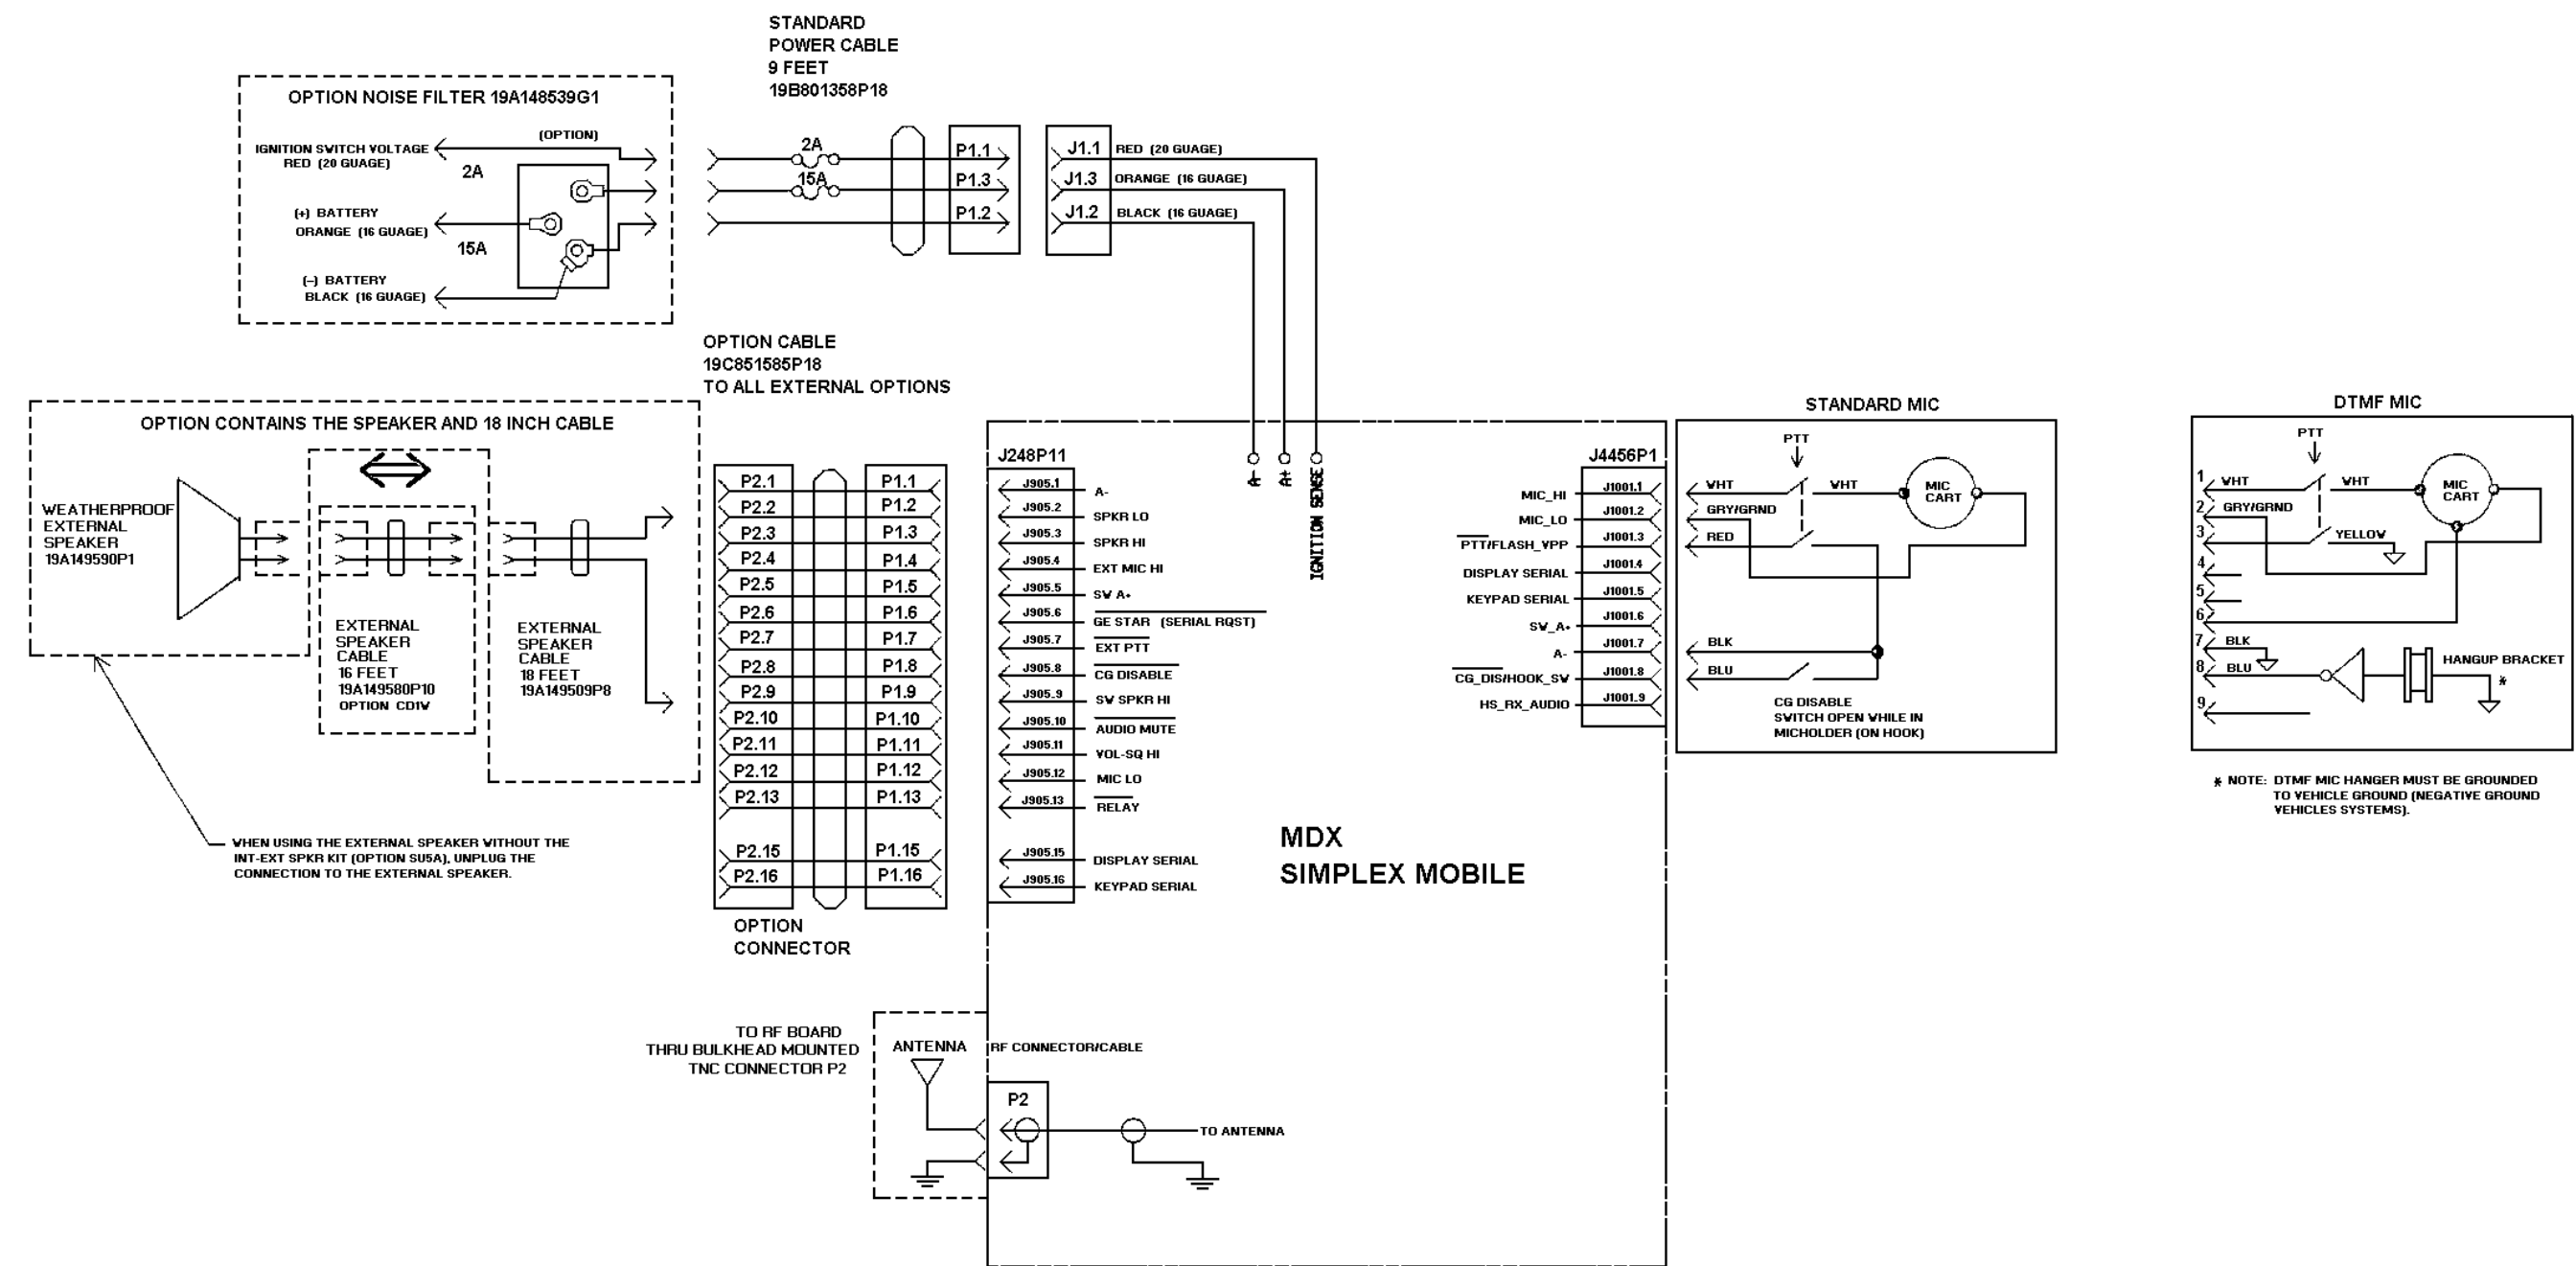 STANDARD
POWER CABLE
9 FEET
19B801358P18
OPTION NOISE FILTER 19A148539G1
(OPTION)
IGNITION SWITCH VOLTAGE
RED (20 GUAGE)
2A
(+) BATTERY
ORANGE (16 GUAGE)
15A
(-) BATTERY
BLACK (16 GUAGE)
2A
15A
P1.1
P1.3
P1.2
J1.1
J1.3
J1.2
RED (20 GUAGE)
ORANGE (16 GUAGE)
BLACK (16 GUAGE)
OPTION CABLE
19C851585P18
TO ALL EXTERNAL OPTIONS
OPTION CONTAINS THE SPEAKER AND 18 INCH CABLE
WEATHERPROOF
EXTERNAL
SPEAKER
19A149590P1
EXTERNAL
SPEAKER
CABLE
16 FEET
19A149580P10
OPTION CD1W
EXTERNAL
SPEAKER
CABLE
18 FEET
19A149509P8
WHEN USING THE EXTERNAL SPEAKER WITHOUT THE
INT-EXT SPKR KIT (OPTION SU5A), UNPLUG THE
CONNECTION TO THE EXTERNAL SPEAKER.
P2.1 P1.1
P2.2 P1.2
P2.3 P1.3
P2.4 P1.4
P2.5 P1.5
P2.6 P1.6
P2.7 P1.7
P2.8 P1.8
P2.9 P1.9
P2.10 P1.10
P2.11 P1.11
P2.12 P1.12
P2.13 P1.13
P2.15 P1.15
P2.16 P1.16
OPTION
CONNECTOR
J248P11
J905.1 A-
J905.2 SPKR LO
J905.3 SPKR HI
J905.4 EXT MIC HI
J905.5 SW A+
J905.6 GE STAR (SERIAL RQST)
J905.7 EXT PTT
J905.8 CG DISABLE
J905.9 SW SPKR HI
J905.10 AUDIO MUTE
J905.11 VOL-SQ HI
J905.12 MIC LO
J905.13 RELAY
J905.15 DISPLAY SERIAL
J905.16 KEYPAD SERIAL
A-
A+
IGNITION SENSE
MDX
SIMPLEX MOBILE
J4456P1
MIC_HI J1001.1
MIC_LO J1001.2
PTT/FLASH_VPP J1001.3
DISPLAY SERIAL J1001.4
KEYPAD SERIAL J1001.5
SW_A+ J1001.6
A- J1001.7
CG_DIS/HOOK_SW J1001.8
HS_RX_AUDIO J1001.9
STANDARD MIC
PTT
WHT WHT
MIC
CART
GRY/GRND
RED
BLK
BLU
CG DISABLE
SWITCH OPEN WHILE IN
MICHOLDER (ON HOOK)
DTMF MIC
PTT
1 WHT WHT
MIC
CART
2 GRY/GRND
3 YELLOW
4
5
6
7 BLK
8 BLU
9
HANGUP BRACKET
*
* NOTE: DTMF MIC HANGER MUST BE GROUNDED
TO VEHICLE GROUND (NEGATIVE GROUND
VEHICLES SYSTEMS).
TO RF BOARD
THRU BULKHEAD MOUNTED
TNC CONNECTOR P2
ANTENNA
RF CONNECTOR/CABLE
P2
TO ANTENNA